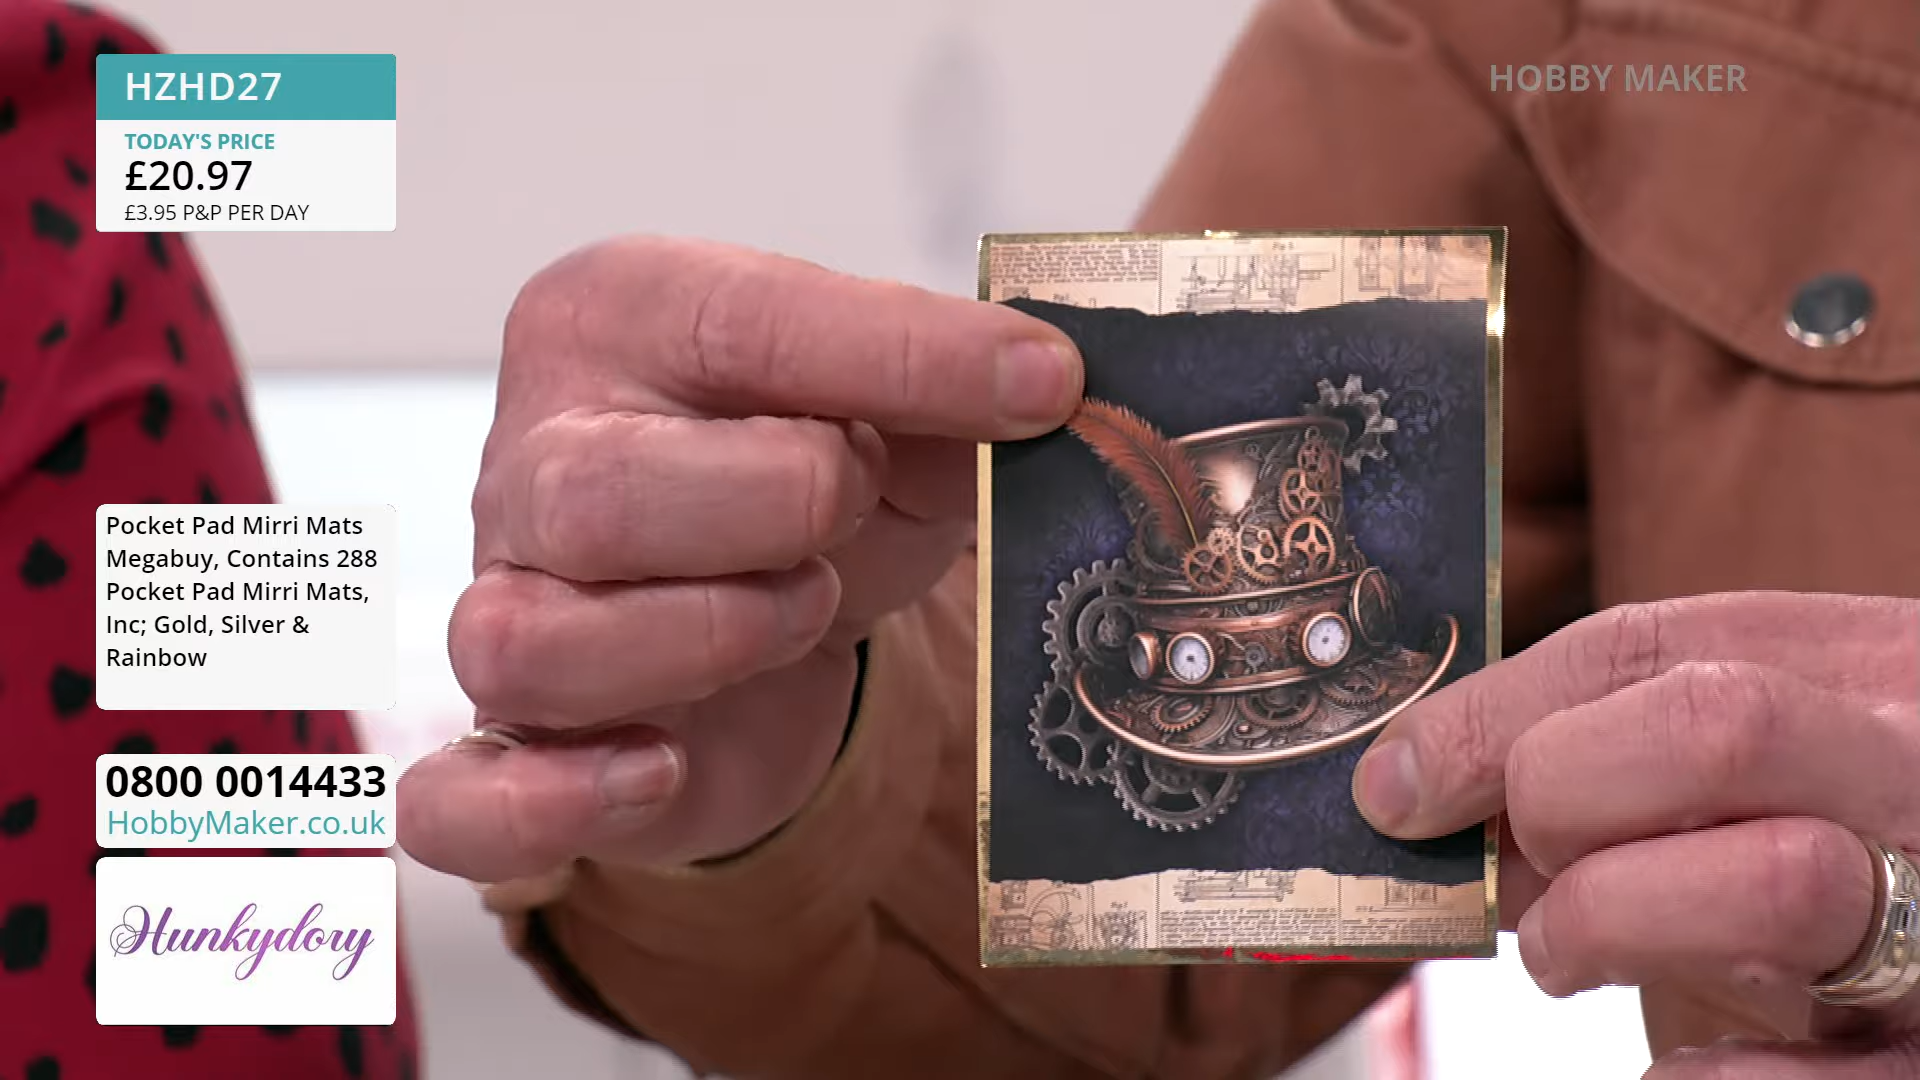 HZHD27
TODAY'S PRICE
£20.97
£3.95 P&P PER DAY
HOBBY MAKER
Pocket Pad Mirri Mats
Megabuy, Contains 288
Pocket Pad Mirri Mats,
Inc; Gold, Silver &
Rainbow
0800 0014433
HobbyMaker.co.uk
Hunkydory